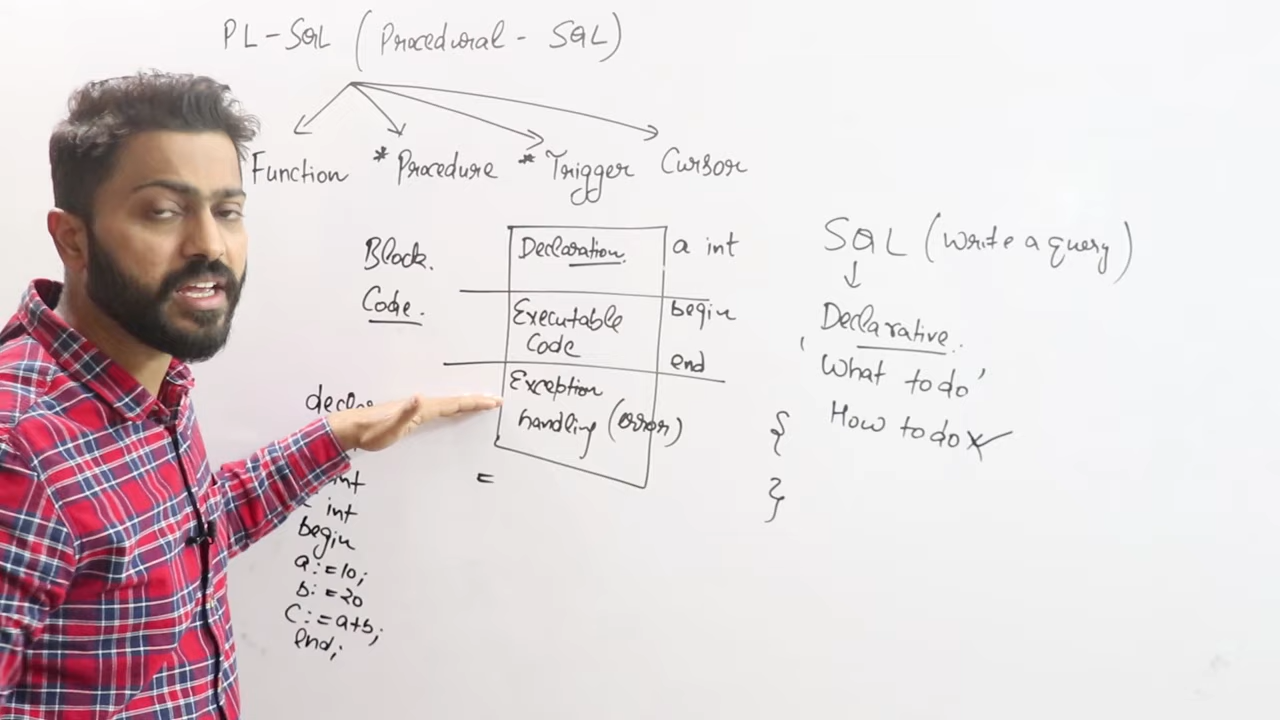 PL-SQL (Procedural - SQL)
Function * Procedure * Trigger Cursor
Block
Code.
Declaration.
a int
Executable
Code
begin
end
Exception
handling (error)
=
SQL (write a query)
↓
Declarative.
'What to do'
How to do ✗
{
}
int
begin
a:=10;
b:=20
C:=a+b;
end;